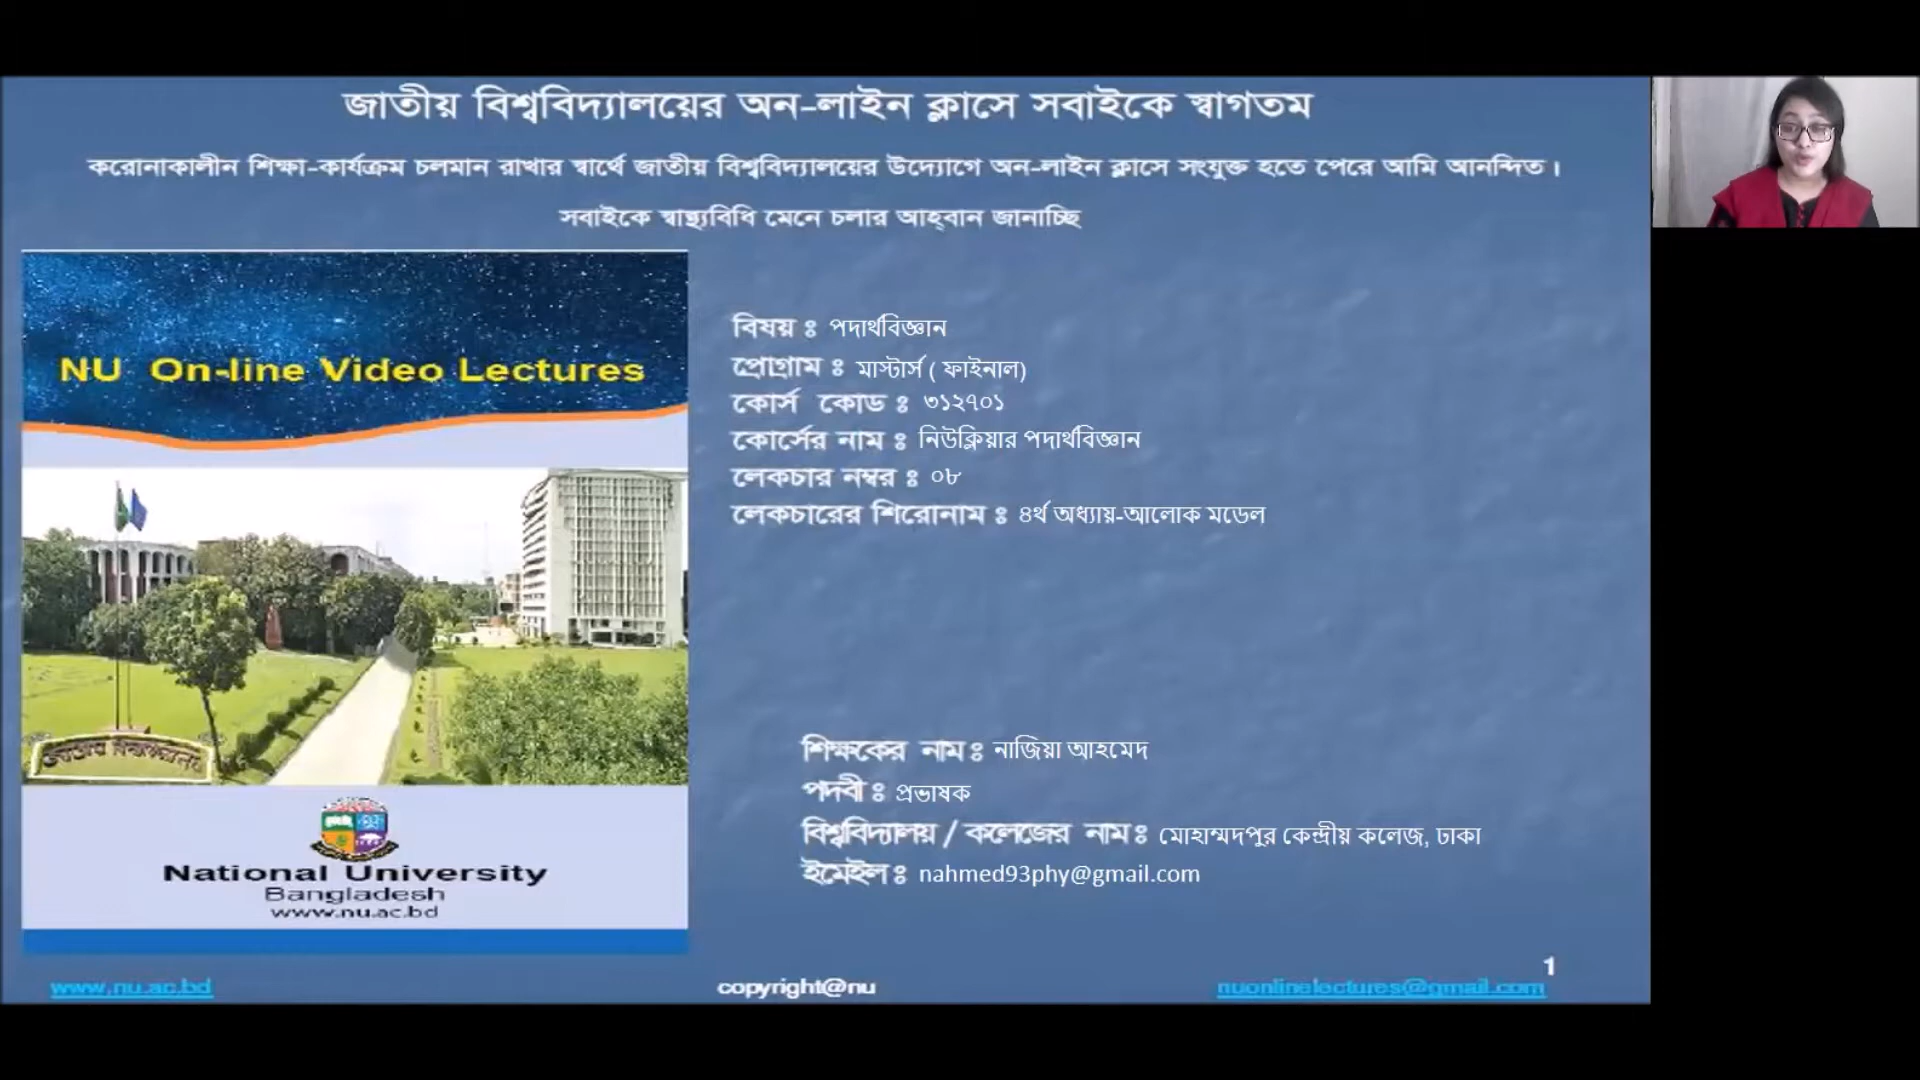 জাতীয় বিশ্ববিদ্যালয়ের অন-লাইন ক্লাসে সবাইকে স্বাগতম
করোনাকালীন শিক্ষা-কার্যক্রম চলমান রাখার স্বার্থে জাতীয় বিশ্ববিদ্যালয়ের উদ্যোগে অন-লাইন ক্লাসে সংযুক্ত হতে পেরে আমি আনন্দিত।
সবাইকে স্বাস্থ্যবিধি মেনে চলার আহ্‌বান জানাচ্ছি
NU On-line Video Lectures
National University
Bangladesh
www.nu.ac.bd
বিষয় ঃ পদার্থবিজ্ঞান
প্রোগ্রাম ঃ মাস্টার্স ( ফাইনাল)
কোর্স কোড ঃ ৩১২৭০১
কোর্সের নাম ঃ নিউক্লিয়ার পদার্থবিজ্ঞান
লেকচার নম্বর ঃ ০৮
লেকচারের শিরোনাম ঃ ৪র্থ অধ্যায়-আলোক মডেল
শিক্ষকের নাম ঃ নাজিয়া আহমেদ
পদবী ঃ প্রভাষক
বিশ্ববিদ্যালয় / কলেজের নাম ঃ মোহাম্মদপুর কেন্দ্রীয় কলেজ, ঢাকা
ইমেইল ঃ nahmed93phy@gmail.com
1
www.nu.ac.bd
copyright@nu
nuonlinelectures@gmail.com